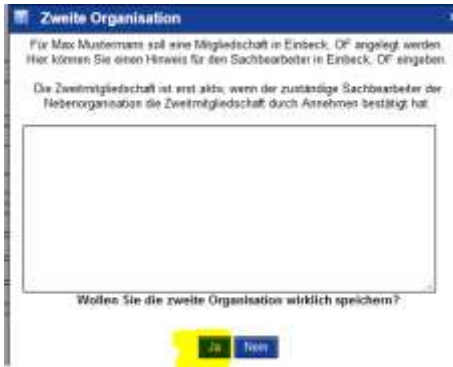 Zweite Organisation
Für Max Mustermann soll eine Mitgliedschaft in Einbeck, OF angelegt werden.
Hier können Sie einen Hinweis für den Sachbearbeiter in Einbeck, OF eingeben.
Die Zweitmitgliedschaft ist erst aktiv, wenn der zuständige Sachbearbeiter der
Nebenorganisation die Zweitmitgliedschaft durch Annehmen bestätigt hat.
Wollen Sie die zweite Organisation wirklich speichern?
Ja Nein